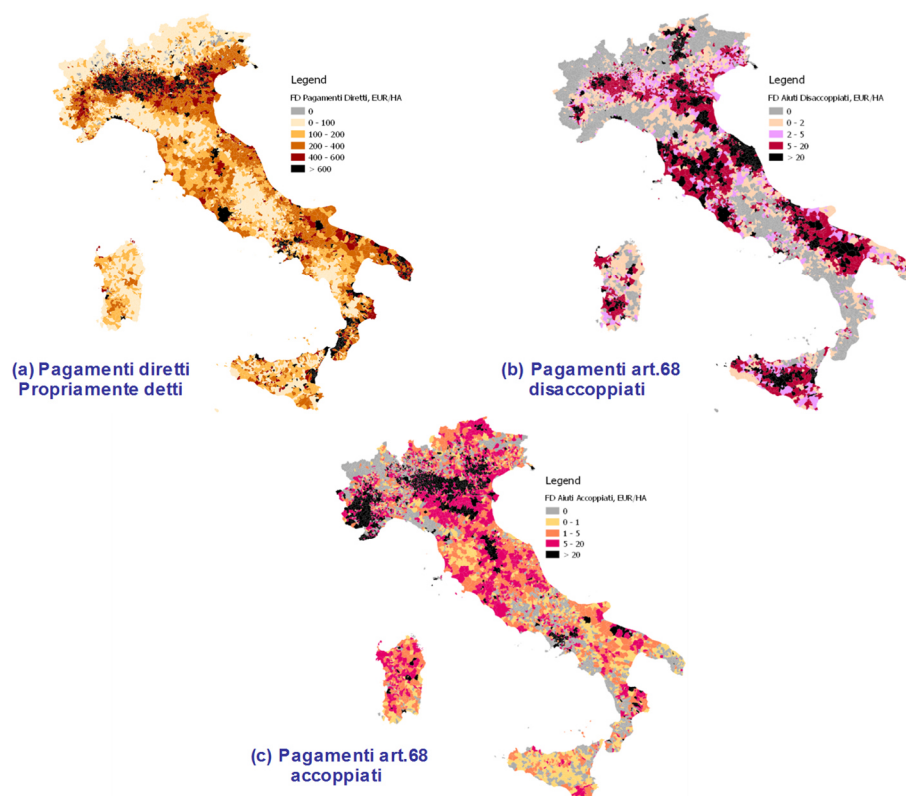 Legend
FD Pagamenti Diretti, EUR/HA
0
0 - 100
100 - 200
200 - 400
400 - 600
> 600
(a) Pagamenti diretti
Propriamente detti
Legend
FD Aiuti Disaccoppiati, EUR/HA
0
0 - 2
2 - 5
5 - 20
> 20
(b) Pagamenti art.68
disaccoppiati
Legend
FD Aiuti Accoppiati, EUR/HA
0
0 - 1
1 - 5
5 - 20
> 20
(c) Pagamenti art.68
accoppiati